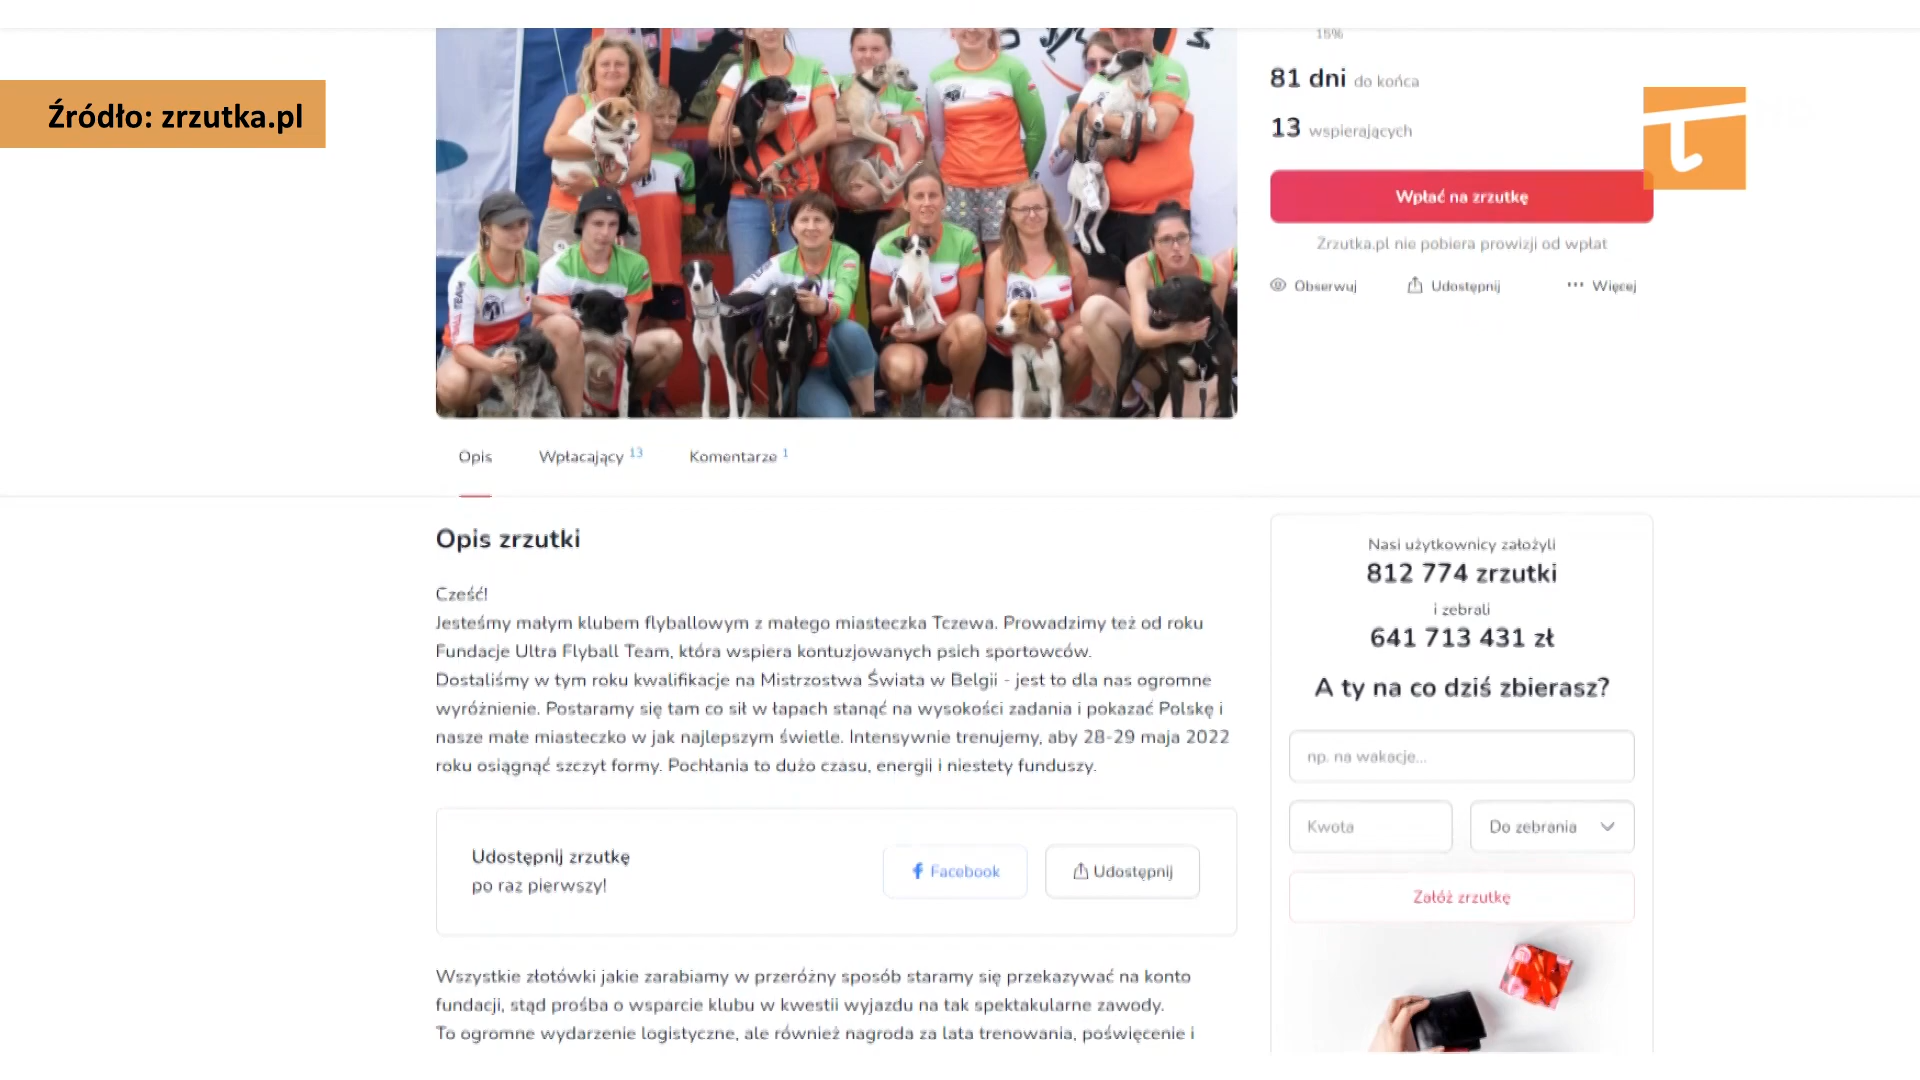 Źródło: zrzutka.pl
15%
81 dni do końca
13 wspierających
Wpłać na zrzutkę
Zrzutka.pl nie pobiera prowizji od wpłat
Obserwuj
Udostępnij
Więcej
Opis
Wpłacający 13
Komentarze 1
Opis zrzutki
Cześć!
Jesteśmy małym klubem flyballowym z małego miasteczka Tczewa. Prowadzimy też od roku
Fundacje Ultra Flyball Team, która wspiera kontuzjowanych psich sportowców.
Dostaliśmy w tym roku kwalifikacje na Mistrzostwa Świata w Belgii - jest to dla nas ogromne
wyróżnienie. Postaramy się tam co sił w łapach stanąć na wysokości zadania i pokazać Polskę i
nasze małe miasteczko w jak najlepszym świetle. Intensywnie trenujemy, aby 28-29 maja 2022
roku osiągnąć szczyt formy. Pochłania to dużo czasu, energii i niestety funduszy.
Udostępnij zrzutkę
po raz pierwszy!
Facebook
Udostępnij
Wszystkie złotówki jakie zarabiamy w przeróżny sposób staramy się przekazywać na konto
fundacji, stąd prośba o wsparcie klubu w kwestii wyjazdu na tak spektakularne zawody.
To ogromne wydarzenie logistyczne, ale również nagroda za lata trenowania, poświęcenie i
Nasi użytkownicy założyli
812 774 zrzutki
i zebrali
641 713 431 zł
A ty na co dziś zbierasz?
np. na wakacje...
Kwota
Do zebrania
Załóż zrzutkę